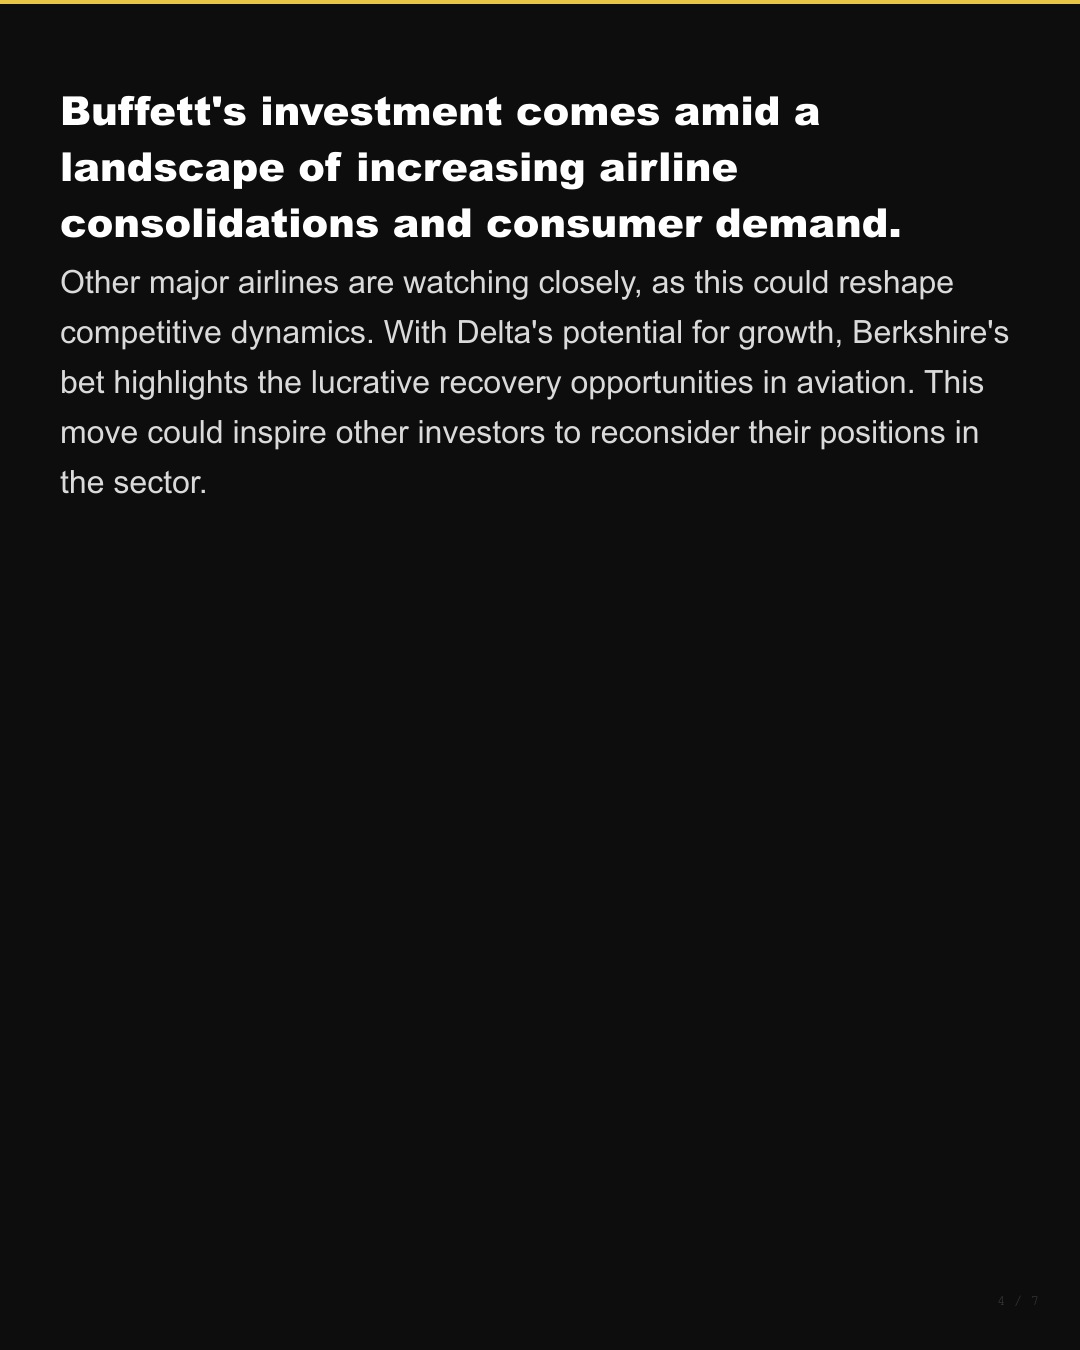 Buffett's investment comes amid a
landscape of increasing airline
consolidations and consumer demand.
Other major airlines are watching closely, as this could reshape
competitive dynamics. With Delta's potential for growth, Berkshire's
bet highlights the lucrative recovery opportunities in aviation. This
move could inspire other investors to reconsider their positions in
the sector.
4 / 7